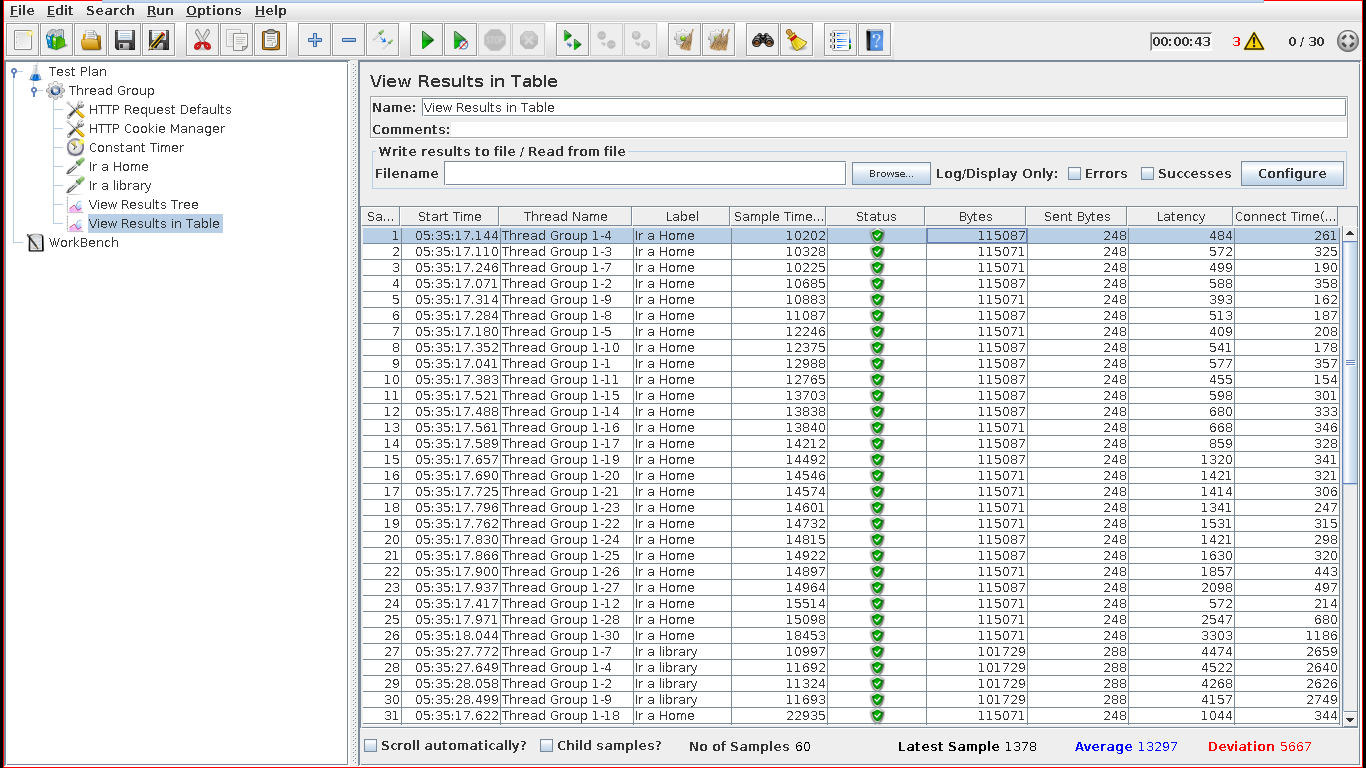 File Edit Search Run Options Help
00:00:43 3 0 / 30
Test Plan
Thread Group
HTTP Request Defaults
HTTP Cookie Manager
Constant Timer
Ir a Home
Ir a library
View Results Tree
View Results in Table
WorkBench
View Results in Table
Name: View Results in Table
Comments:
Write results to file / Read from file
Filename Browse... Log/Display Only: Errors Successes Configure
Sa... Start Time Thread Name Label Sample Time... Status Bytes Sent Bytes Latency Connect Time(...
1 05:35:17.144 Thread Group 1-4 Ir a Home 10202 115087 248 484 261
2 05:35:17.110 Thread Group 1-3 Ir a Home 10328 115071 248 572 325
3 05:35:17.246 Thread Group 1-7 Ir a Home 10225 115071 248 499 190
4 05:35:17.071 Thread Group 1-2 Ir a Home 10685 115087 248 588 358
5 05:35:17.314 Thread Group 1-9 Ir a Home 10883 115071 248 393 162
6 05:35:17.284 Thread Group 1-8 Ir a Home 11087 115087 248 513 187
7 05:35:17.180 Thread Group 1-5 Ir a Home 12246 115071 248 409 208
8 05:35:17.352 Thread Group 1-10 Ir a Home 12375 115087 248 541 178
9 05:35:17.041 Thread Group 1-1 Ir a Home 12988 115087 248 577 357
10 05:35:17.383 Thread Group 1-11 Ir a Home 12765 115087 248 455 154
11 05:35:17.521 Thread Group 1-15 Ir a Home 13703 115087 248 598 301
12 05:35:17.488 Thread Group 1-14 Ir a Home 13838 115087 248 680 333
13 05:35:17.561 Thread Group 1-16 Ir a Home 13840 115071 248 668 346
14 05:35:17.589 Thread Group 1-17 Ir a Home 14212 115087 248 859 328
15 05:35:17.657 Thread Group 1-19 Ir a Home 14492 115087 248 1320 341
16 05:35:17.690 Thread Group 1-20 Ir a Home 14546 115071 248 1421 321
17 05:35:17.725 Thread Group 1-21 Ir a Home 14574 115071 248 1414 306
18 05:35:17.796 Thread Group 1-23 Ir a Home 14601 115087 248 1341 247
19 05:35:17.762 Thread Group 1-22 Ir a Home 14732 115071 248 1531 315
20 05:35:17.830 Thread Group 1-24 Ir a Home 14815 115087 248 1421 298
21 05:35:17.866 Thread Group 1-25 Ir a Home 14922 115087 248 1630 320
22 05:35:17.900 Thread Group 1-26 Ir a Home 14897 115071 248 1857 443
23 05:35:17.937 Thread Group 1-27 Ir a Home 14964 115087 248 2098 497
24 05:35:17.417 Thread Group 1-12 Ir a Home 15514 115071 248 572 214
25 05:35:17.971 Thread Group 1-28 Ir a Home 15098 115071 248 2547 680
26 05:35:18.044 Thread Group 1-30 Ir a Home 18453 115071 248 3303 1186
27 05:35:27.772 Thread Group 1-7 Ir a library 10997 101729 288 4474 2659
28 05:35:27.649 Thread Group 1-4 Ir a library 11692 101729 288 4522 2640
29 05:35:28.058 Thread Group 1-2 Ir a library 11324 101729 288 4268 2626
30 05:35:28.499 Thread Group 1-9 Ir a library 11693 101729 288 4157 2749
31 05:35:17.622 Thread Group 1-18 Ir a Home 22935 115071 248 1044 344
Scroll automatically? Child samples? No of Samples 60 Latest Sample 1378 Average 13297 Deviation 5667